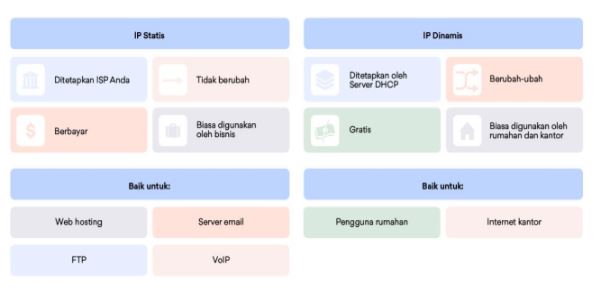 IP Statis
Ditetapkan ISP Anda
Tidak berubah
Berbayar
Biasa digunakan
oleh bisnis
Baik untuk:
Web hosting
Server email
FTP
VoIP
IP Dinamis
Ditetapkan oleh
Server DHCP
Berubah-ubah
Gratis
Biasa digunakan oleh
rumahan dan kantor
Baik untuk:
Pengguna rumahan
Internet kantor